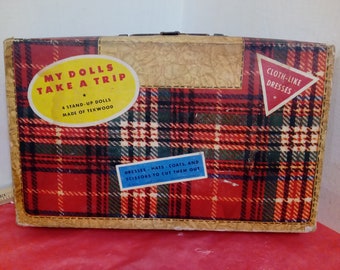 MY DOLLS
TAKE A TRIP
4 STAND-UP DOLLS
MADE OF TEKWOOD
CLOTH-LIKE
DRESSES
DRESSES - HATS - COATS, AND
SCISSORS TO CUT THEM OUT